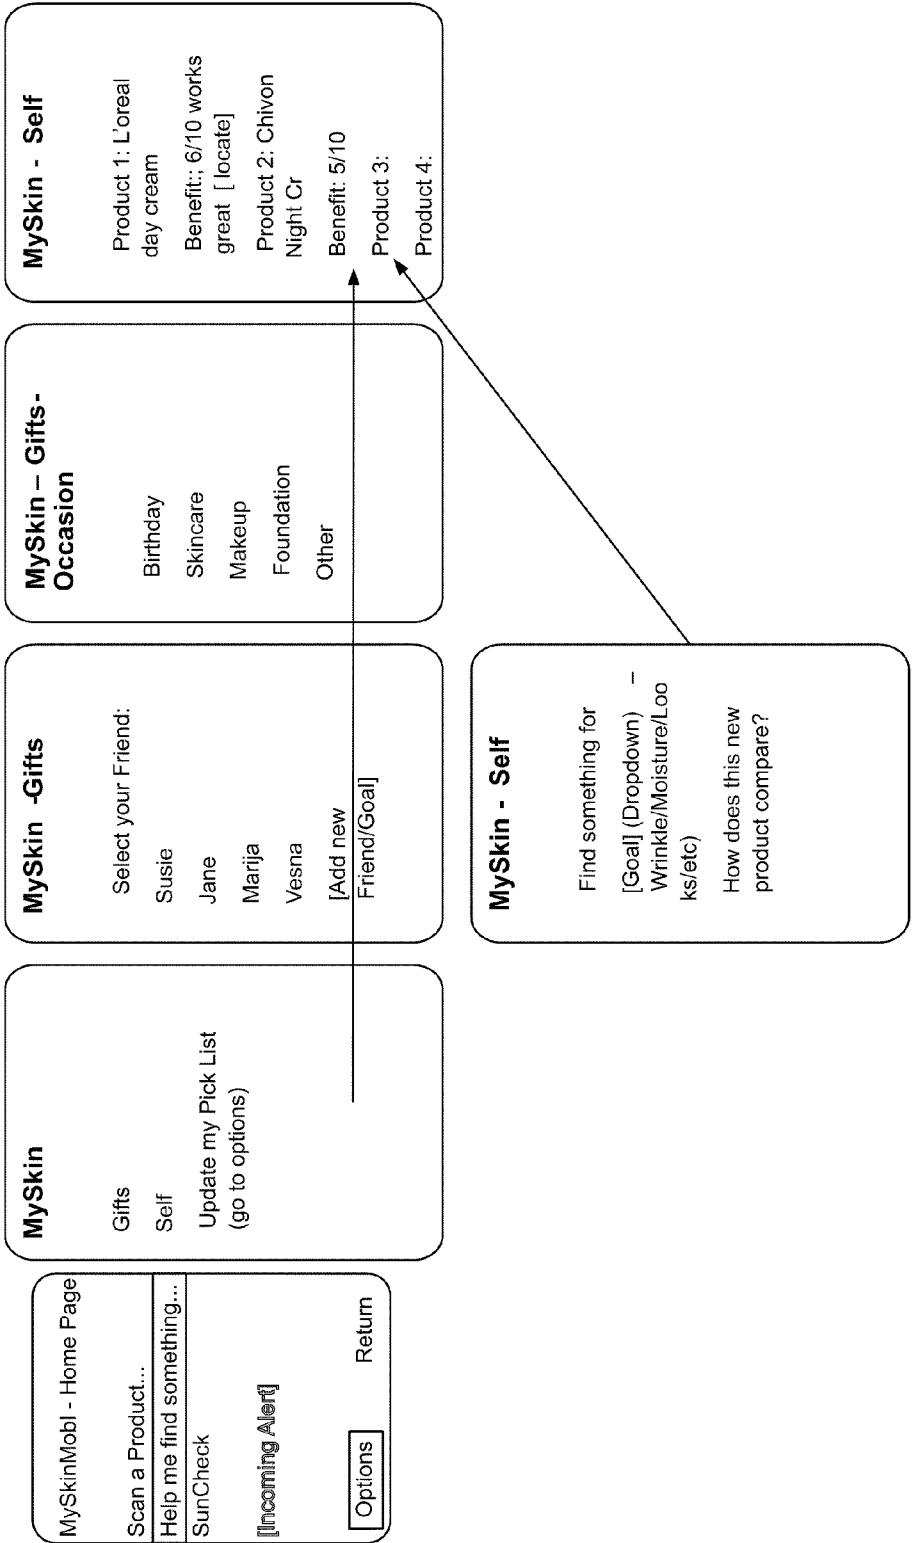 MySkinMobl - Home Page
Scan a Product...
Help me find something...
SunCheck
[Incoming Alert]
Options
Return
MySkin
Gifts
Self
Update my Pick List
(go to options)
MySkin -Gifts
Select your Friend:
Susie
Jane
Marija
Vesna
[Add new
Friend/Goal]
MySkin – Gifts-
Occasion
Birthday
Skincare
Makeup
Foundation
Other
MySkin - Self
Product 1: L'oreal
day cream
Benefit:; 6/10 works
great [ locate]
Product 2: Chivon
Night Cr
Benefit: 5/10
Product 3:
Product 4:
MySkin - Self
Find something for
[Goal] (Dropdown) –
Wrinkle/Moisture/Loo
ks/etc)
How does this new
product compare?